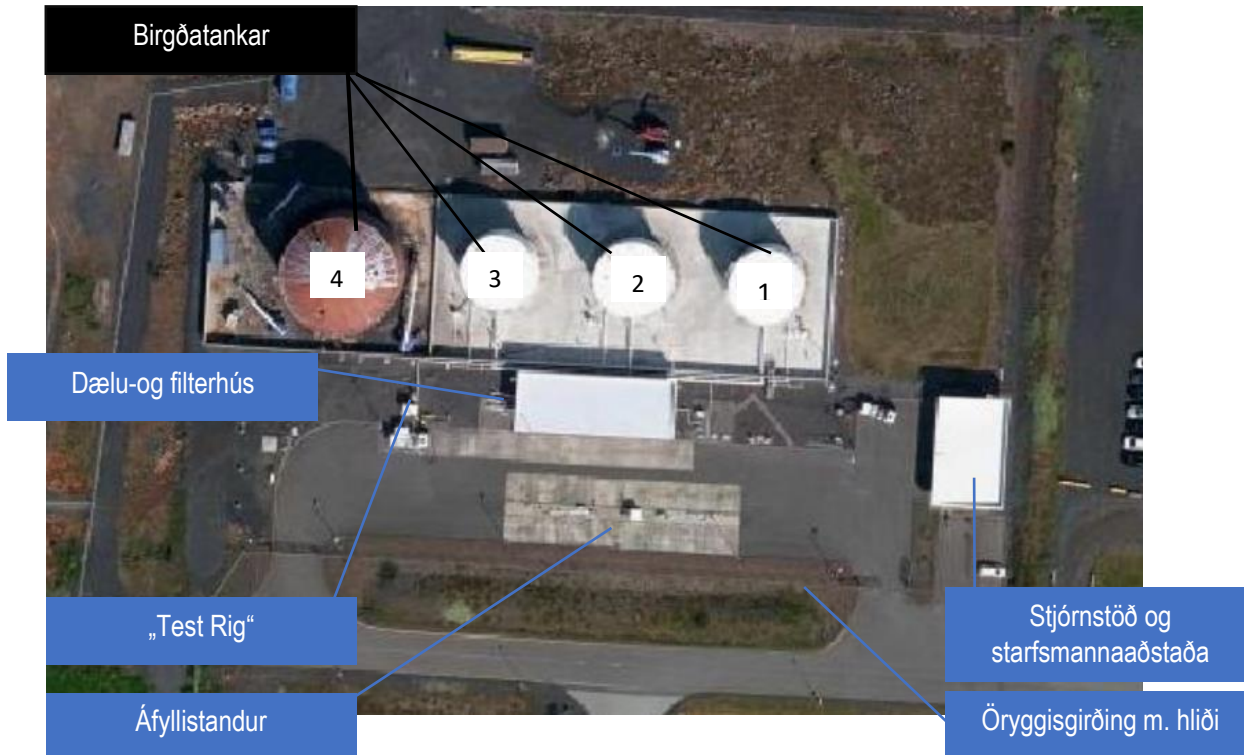 Birgðatankar
4
3
2
1
Dælu-og filterhús
„Test Rig“
Stjórnstöð og
starfsmannaaðstaða
Áfyllistandur
Öryggisgirðing m. hliði